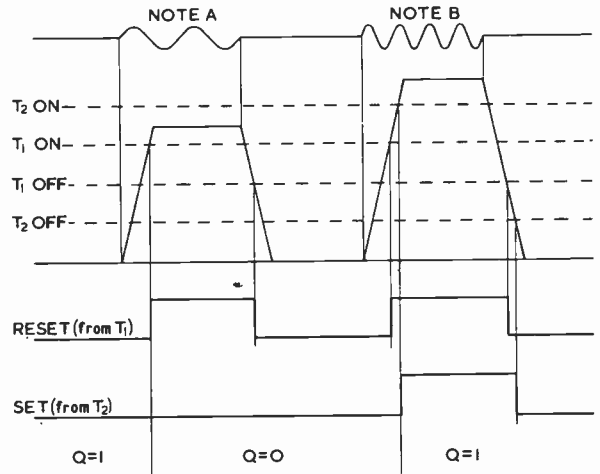 NOTE A
NOTE B
T₂ ON
T₁ ON
T₁ OFF
T₂ OFF
RESET (from T₁)
SET (from T₂)
Q=1 Q=0 Q=1